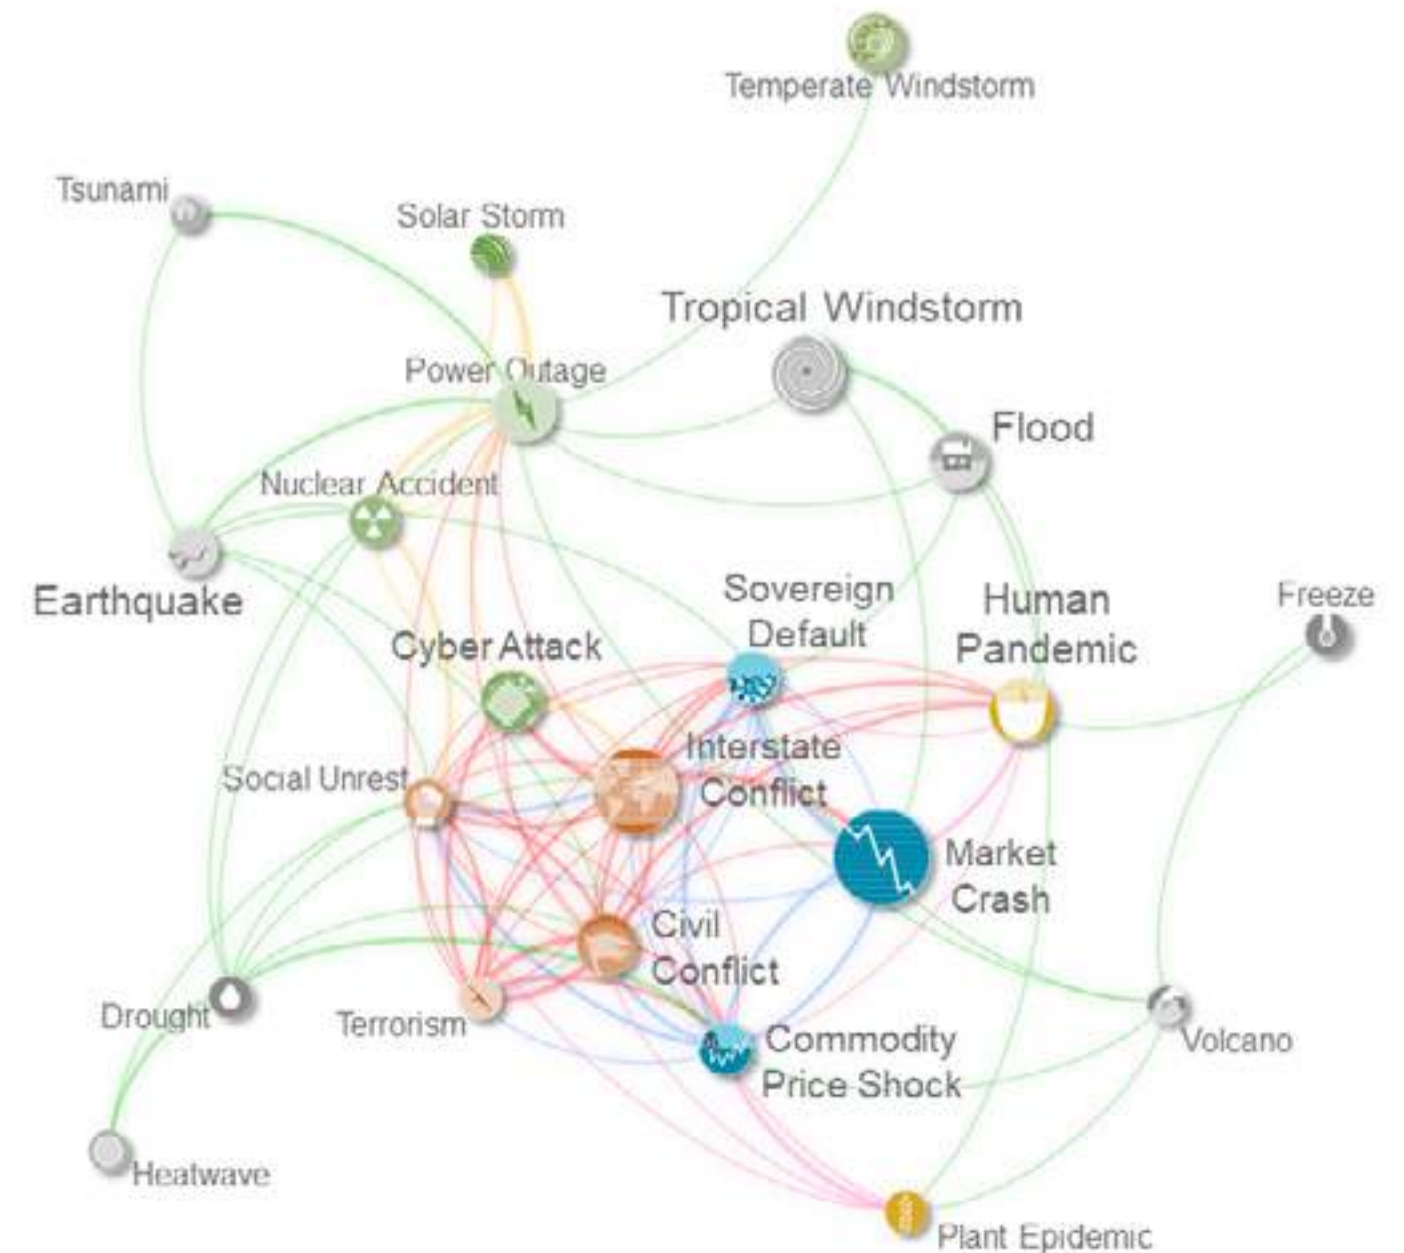 Temperate Windstorm
Tsunami
Solar Storm
Tropical Windstorm
Power Outage
Flood
Nuclear Accident
Earthquake
Sovereign
Default
Human
Pandemic
Freeze
Cyber Attack
Interstate
Conflict
Social Unrest
Market
Crash
Civil
Conflict
Drought
Terrorism
Commodity
Price Shock
Volcano
Heatwave
Plant Epidemic